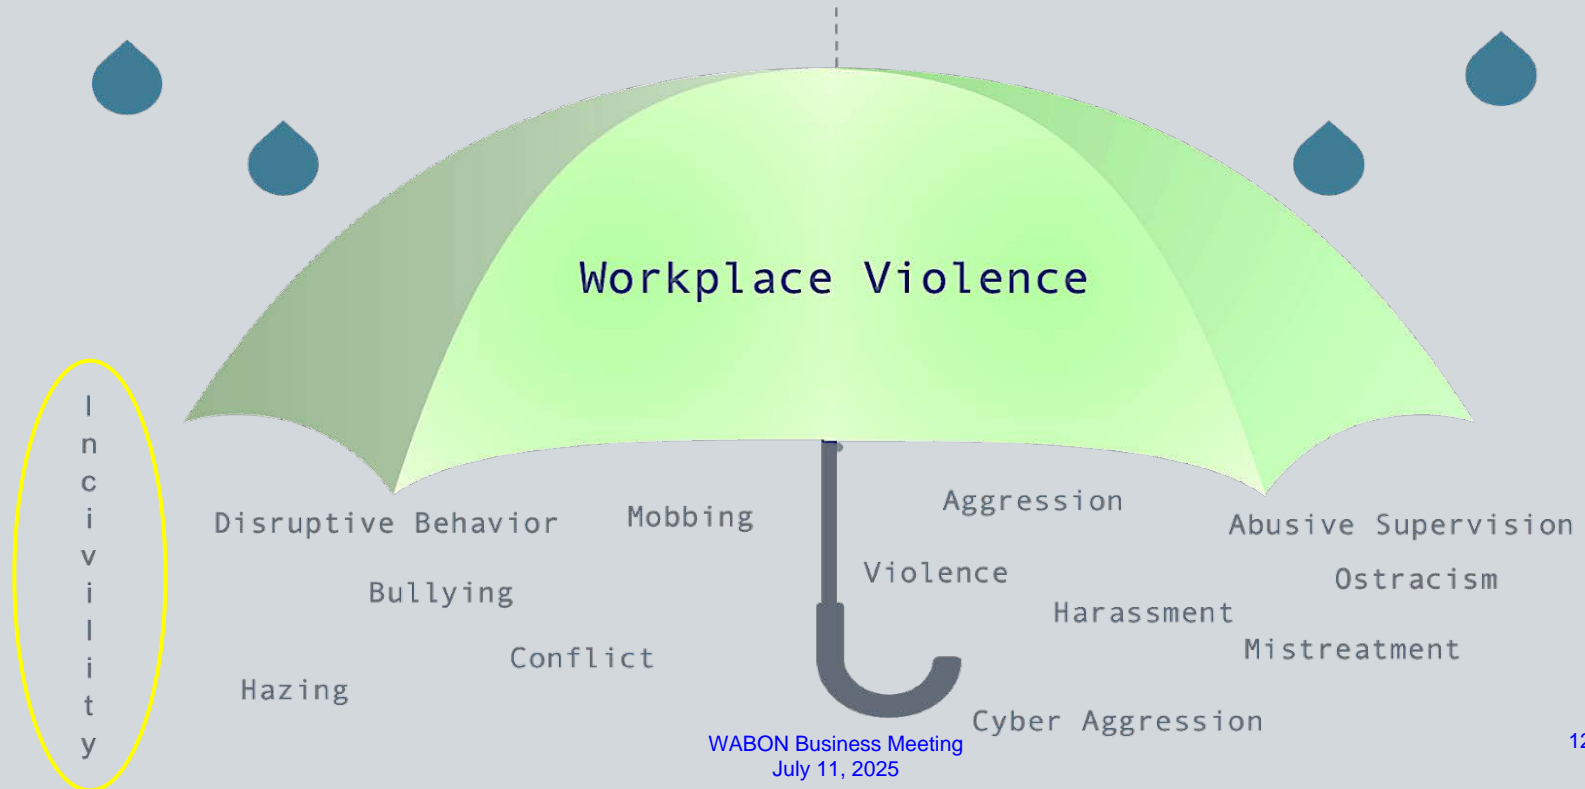 Workplace Violence
Incivility
Disruptive Behavior
Mobbing
Aggression
Abusive Supervision
Bullying
Violence
Ostracism
Harassment
Conflict
Mistreatment
Hazing
Cyber Aggression
WABON Business Meeting
July 11, 2025